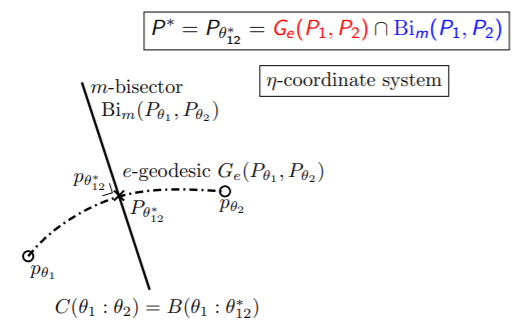 P* = P_{θ*_{12}} = G_e(P_1, P_2) ∩ Bi_m(P_1, P_2)
η-coordinate system
m-bisector
Bi_m(P_{θ_1}, P_{θ_2})
e-geodesic G_e(P_{θ_1}, P_{θ_2})
p_{θ*_{12}}
P_{θ*_{12}}
p_{θ_2}
p_{θ_1}
C(θ_1 : θ_2) = B(θ_1 : θ*_{12})